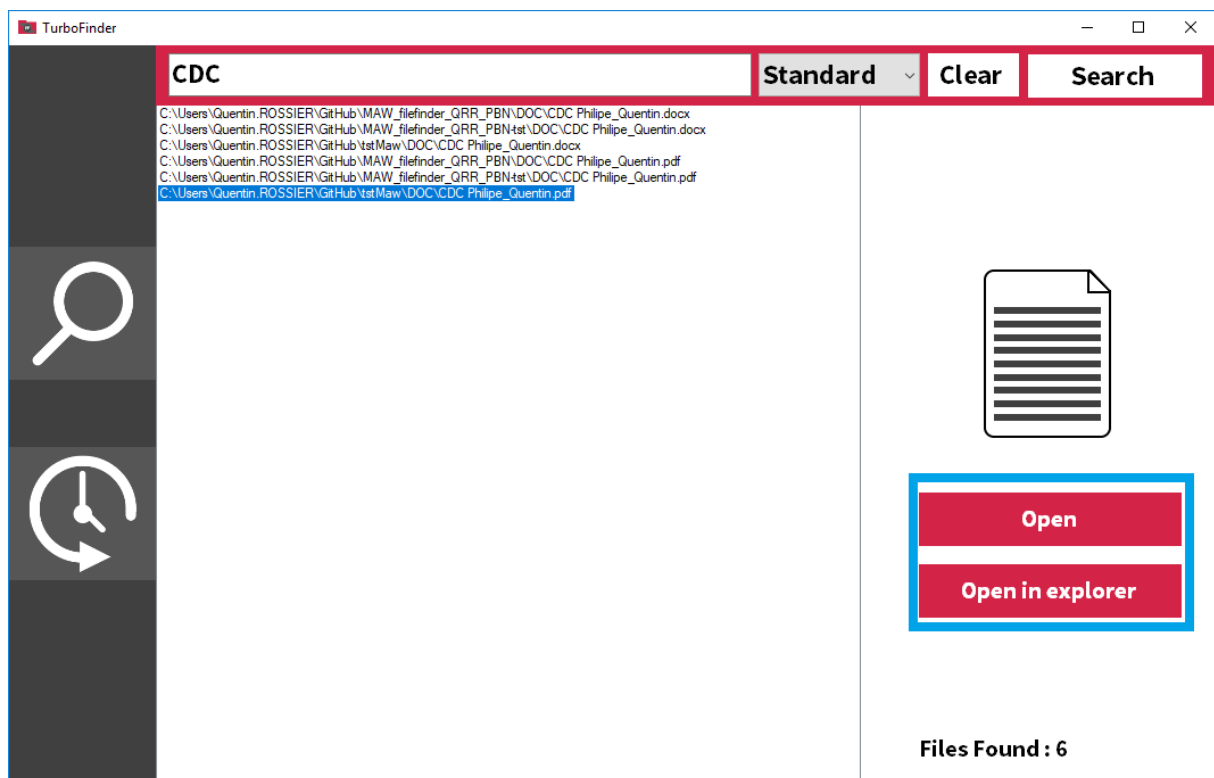 TurboFinder
CDC
Standard
Clear
Search
C:\Users\Quentin.ROSSIER\GitHub\MAW_filefinder_QRR_PBN\DOC\CDC Philipe_Quentin.docx
C:\Users\Quentin.ROSSIER\GitHub\MAW_filefinder_QRR_PBN-tst\DOC\CDC Philipe_Quentin.docx
C:\Users\Quentin.ROSSIER\GitHub\tstMaw\DOC\CDC Philipe_Quentin.docx
C:\Users\Quentin.ROSSIER\GitHub\MAW_filefinder_QRR_PBN\DOC\CDC Philipe_Quentin.pdf
C:\Users\Quentin.ROSSIER\GitHub\MAW_filefinder_QRR_PBN-tst\DOC\CDC Philipe_Quentin.pdf
C:\Users\Quentin.ROSSIER\GitHub\tstMaw\DOC\CDC Philipe_Quentin.pdf
Open
Open in explorer
Files Found : 6